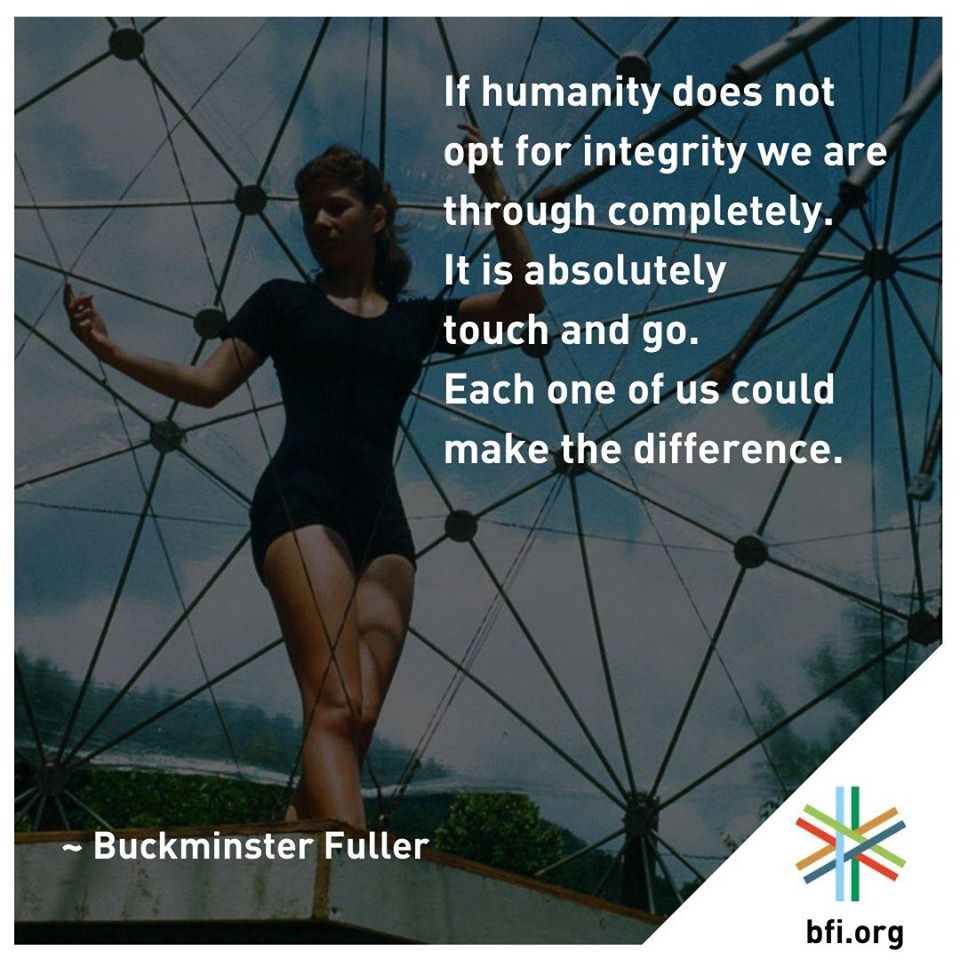 If humanity does not
opt for integrity we are
through completely.
It is absolutely
touch and go.
Each one of us could
make the difference.
~ Buckminster Fuller
bfi.org